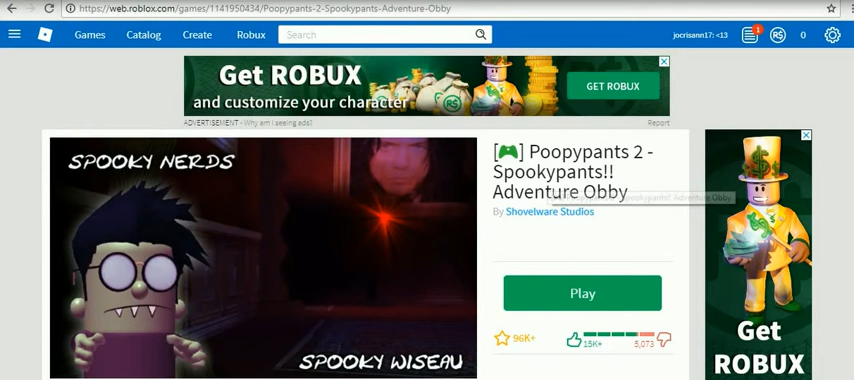 https://web.roblox.com/games/1141950434/Poopypants-2-Spookypants-Adventure-Obby
Games Catalog Create Robux Search jocrisann17: <13 1 R$ 0
Get ROBUX
and customize your character
GET ROBUX
ADVERTISEMENT - Why am I seeing ads? Report
SPOOKY NERDS
SPOOKY WISEAU
[🎮] Poopypants 2 -
Spookypants!!
Adventure Obby
By Shovelware Studios
Play
96K+ 15K+ 5,073
Get
ROBUX